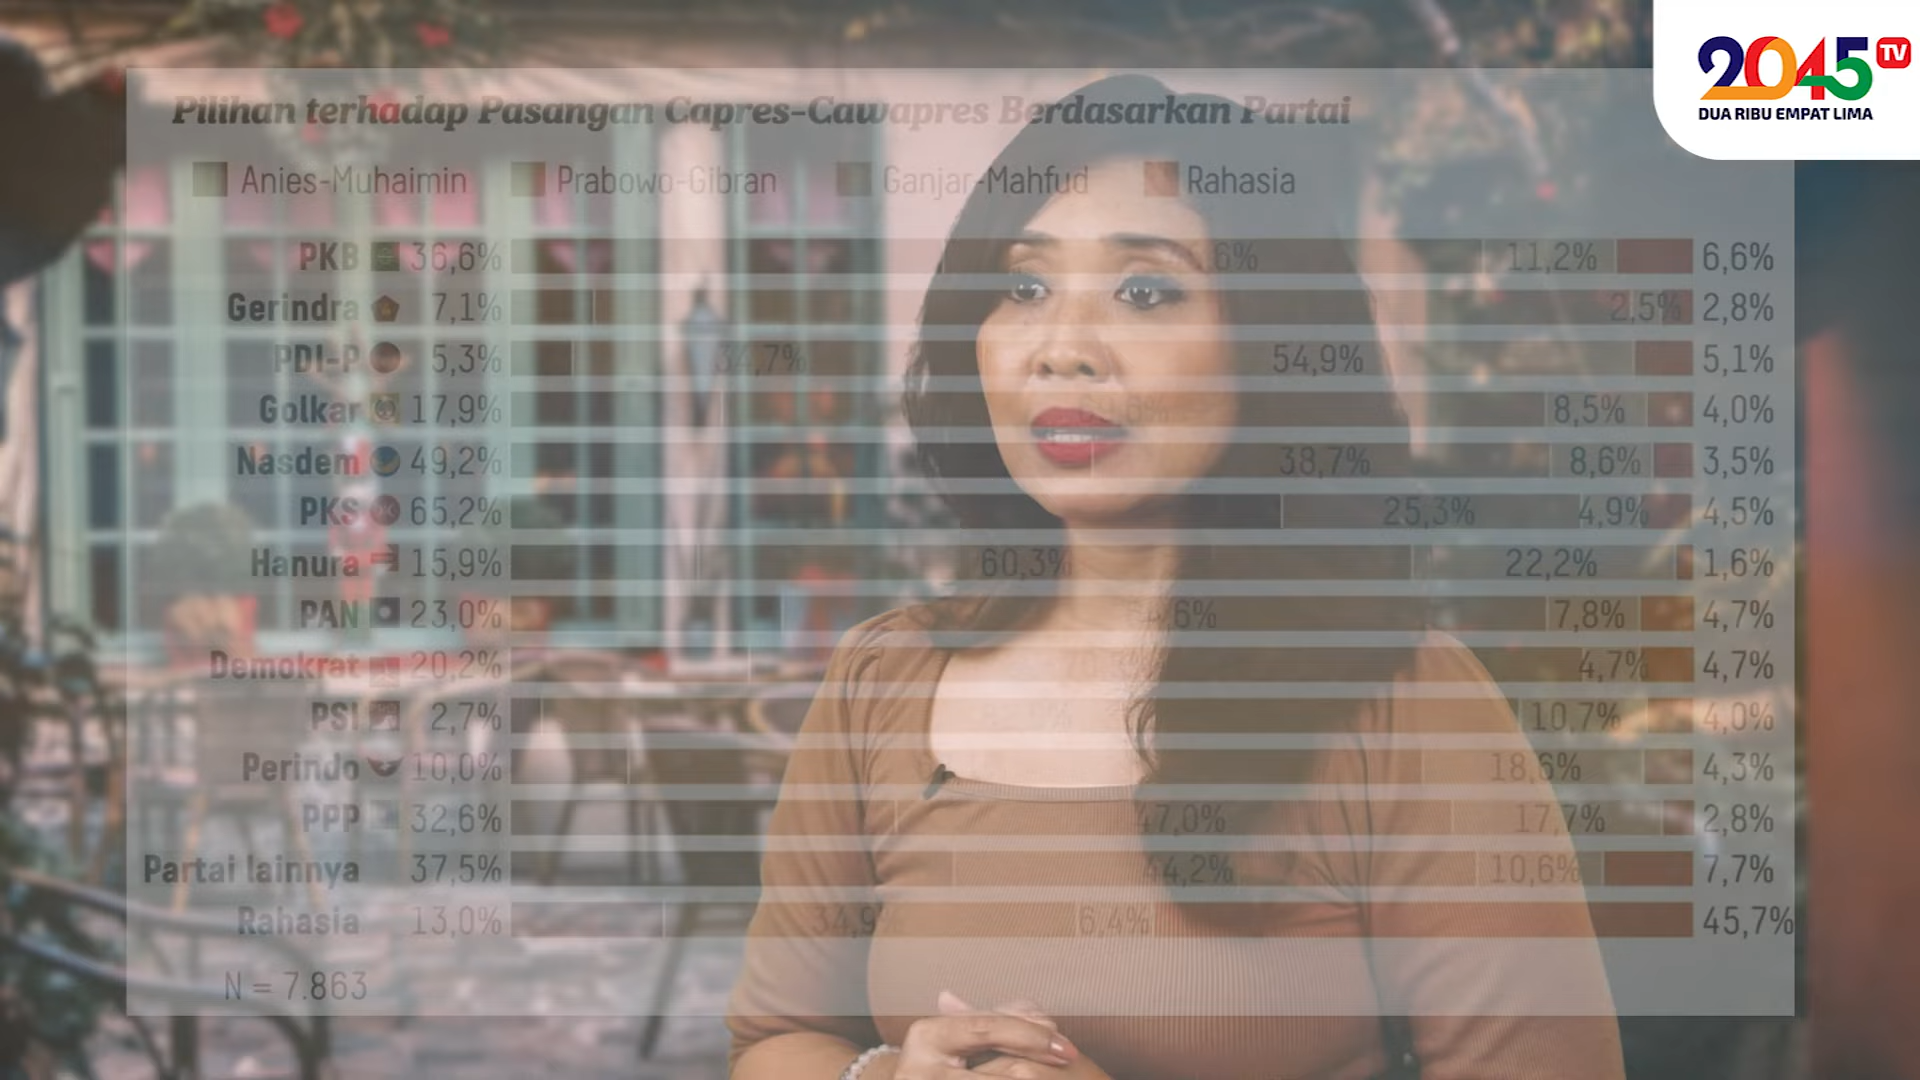 2045 TV
DUA RIBU EMPAT LIMA
Pilihan terhadap Pasangan Capres-Cawapres Berdasarkan Partai
Anies-Muhaimin Prabowo-Gibran Ganjar-Mahfud Rahasia
PKB 36,6% 11,2% 6,6%
Gerindra 7,1% 2,5% 2,8%
PDI-P 5,3% 34,7% 54,9% 5,1%
Golkar 17,9% 8,5% 4,0%
Nasdem 49,2% 38,7% 8,6% 3,5%
PKS 65,2% 25,3% 4,9% 4,5%
Hanura 15,9% 60,3% 22,2% 1,6%
PAN 23,0% 7,8% 4,7%
Demokrat 20,2% 4,7% 4,7%
PSI 2,7% 10,7% 4,0%
Perindo 10,0% 18,6% 4,3%
PPP 32,6% 47,0% 17,7% 2,8%
Partai lainnya 37,5% 44,2% 10,6% 7,7%
Rahasia 13,0% 34,9% 6,4% 45,7%
N = 7.863